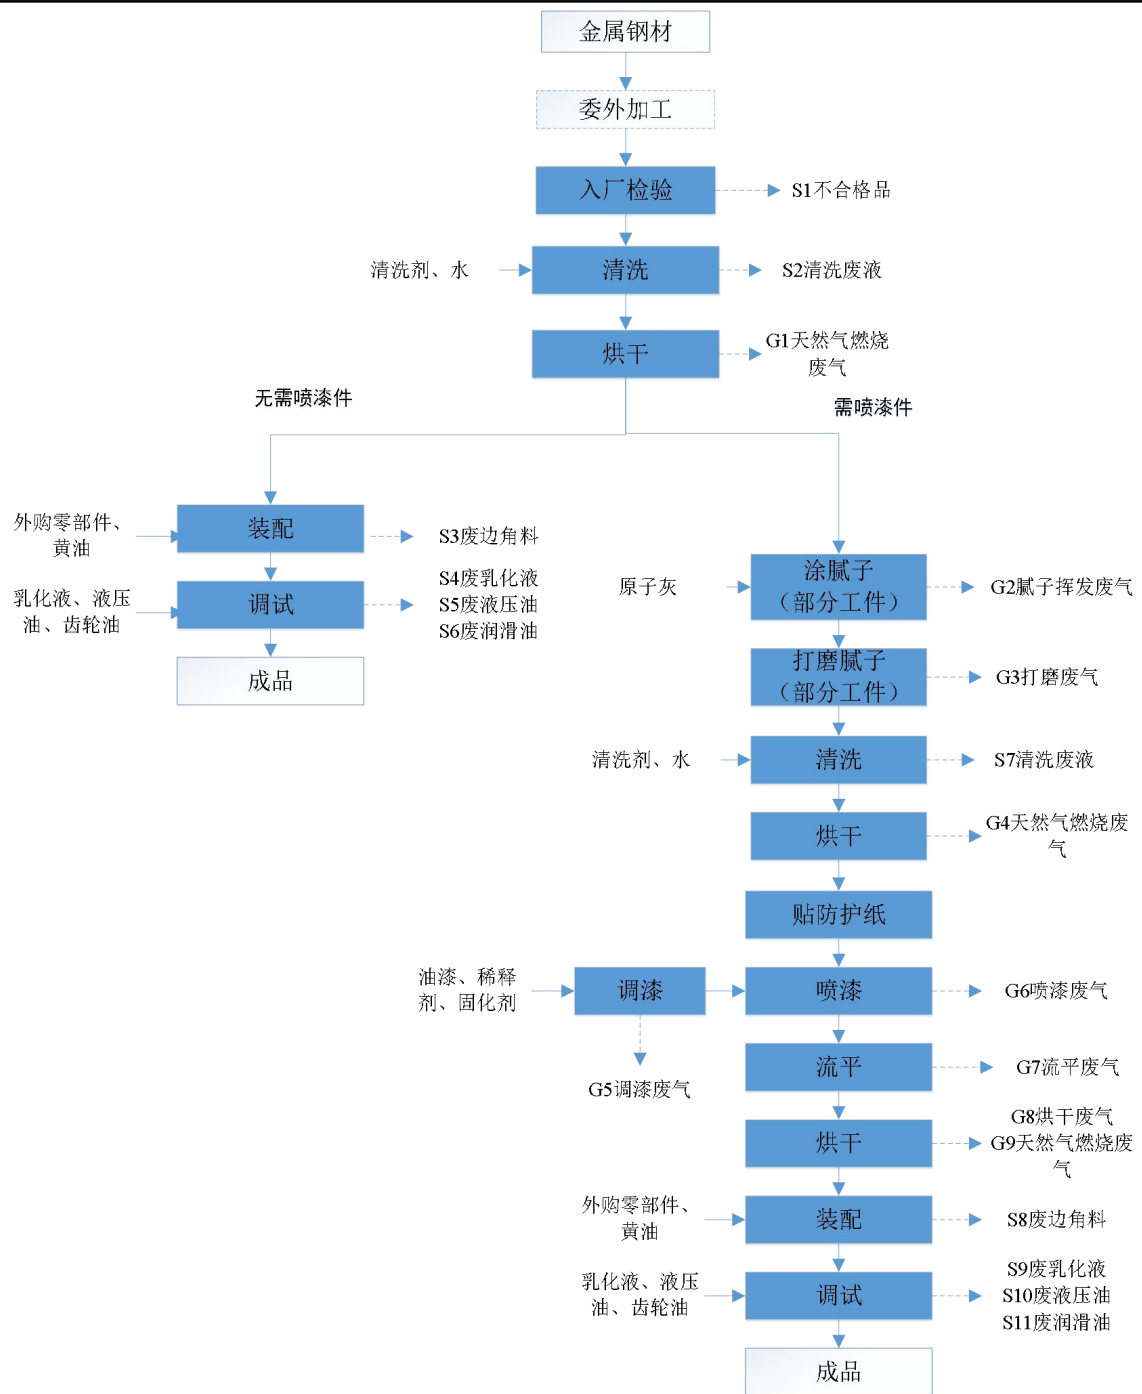 金属钢材
委外加工
入厂检验
S1不合格品
清洗剂、水
清洗
S2清洗废液
烘干
G1天然气燃烧
废气
无需喷漆件
需喷漆件
外购零部件、
黄油
装配
S3废边角料
乳化液、液压
油、齿轮油
调试
S4废乳化液
S5废液压油
S6废润滑油
成品
原子灰
涂腻子
（部分工件）
G2腻子挥发废气
打磨腻子
（部分工件）
G3打磨废气
清洗剂、水
清洗
S7清洗废液
烘干
G4天然气燃烧废
气
贴防护纸
油漆、稀释
剂、固化剂
调漆
喷漆
G6喷漆废气
G5调漆废气
流平
G7流平废气
烘干
G8烘干废气
G9天然气燃烧废
气
外购零部件、
黄油
装配
S8废边角料
乳化液、液压
油、齿轮油
调试
S9废乳化液
S10废液压油
S11废润滑油
成品